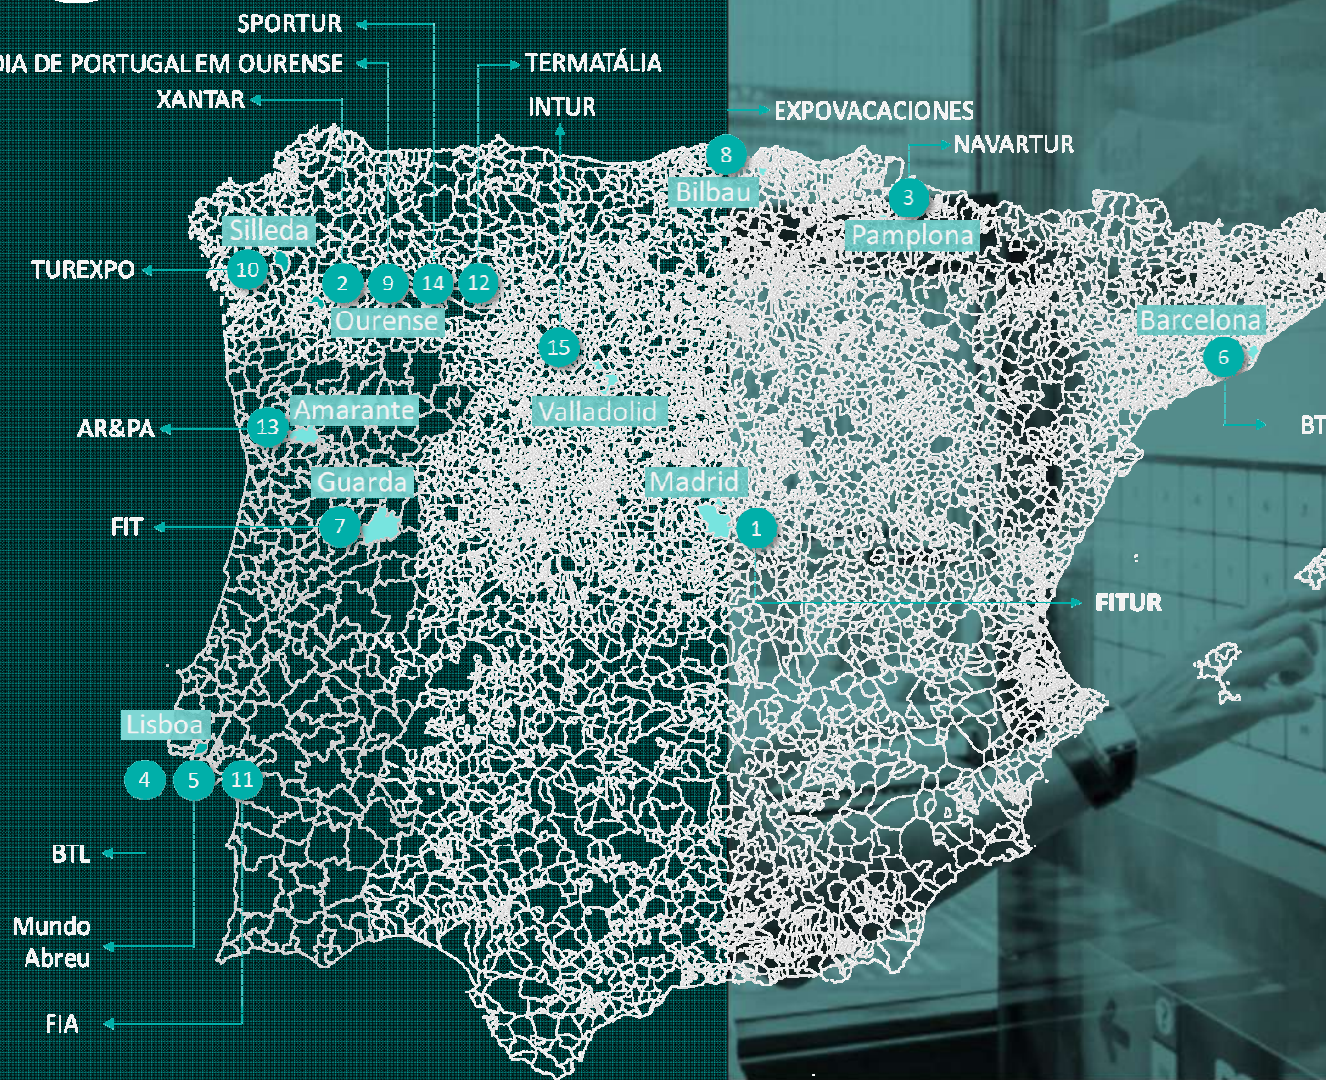 SPORTUR
DIA DE PORTUGAL EM OURENSE
TERMATÁLIA
XANTAR
INTUR
EXPOVACACIONES
NAVARTUR
8
Bilbau
3
Pamplona
Silleda
TUREXPO
10
2
9
14
12
Ourense
Barcelona
6
15
Valladolid
Amarante
AR&PA
13
BT
Guarda
Madrid
FIT
7
1
FITUR
Lisboa
4
5
11
BTL
Mundo
Abreu
FIA